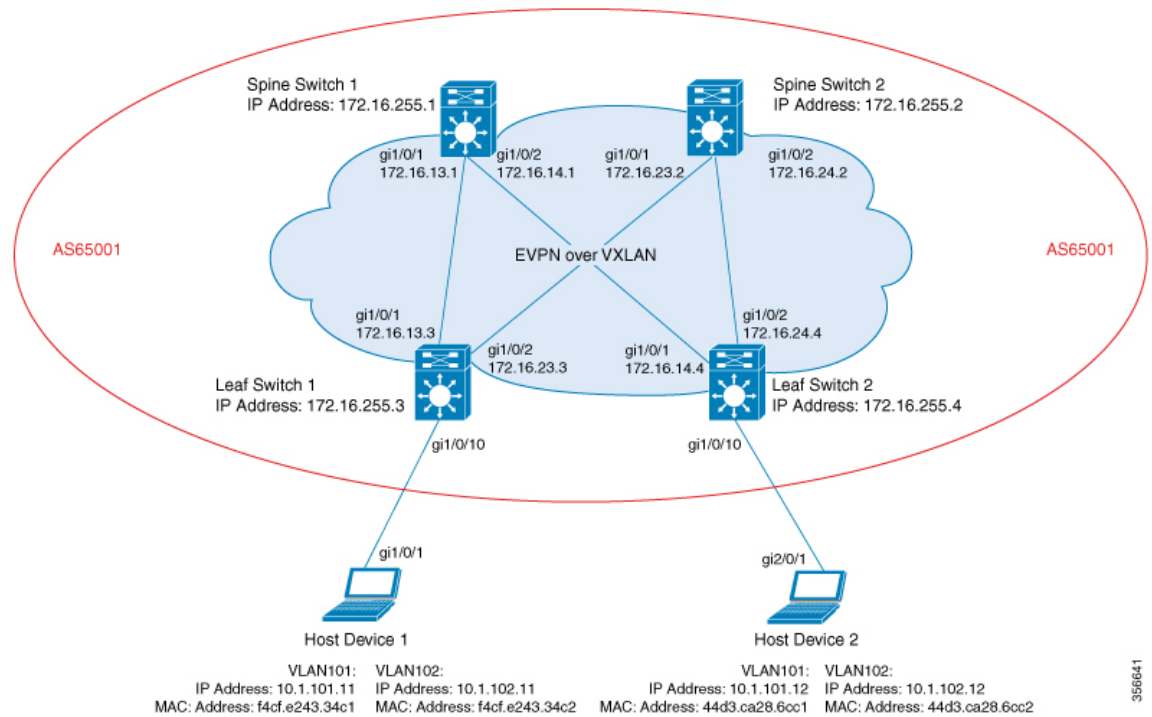 Spine Switch 1
IP Address: 172.16.255.1
Spine Switch 2
IP Address: 172.16.255.2
gi1/0/1
172.16.13.1
gi1/0/2
172.16.14.1
gi1/0/1
172.16.23.2
gi1/0/2
172.16.24.2
AS65001
EVPN over VXLAN
AS65001
gi1/0/1
172.16.13.3
gi1/0/2
172.16.23.3
gi1/0/1
172.16.14.4
gi1/0/2
172.16.24.4
Leaf Switch 1
IP Address: 172.16.255.3
Leaf Switch 2
IP Address: 172.16.255.4
gi1/0/10
gi1/0/10
gi1/0/1
gi2/0/1
Host Device 1
Host Device 2
VLAN101:
IP Address: 10.1.101.11
MAC: Address: f4cf.e243.34c1
VLAN102:
IP Address: 10.1.102.11
MAC: Address: f4cf.e243.34c2
VLAN101:
IP Address: 10.1.101.12
MAC: Address: 44d3.ca28.6cc1
VLAN102:
IP Address: 10.1.102.12
MAC: Address: 44d3.ca28.6cc2
356641